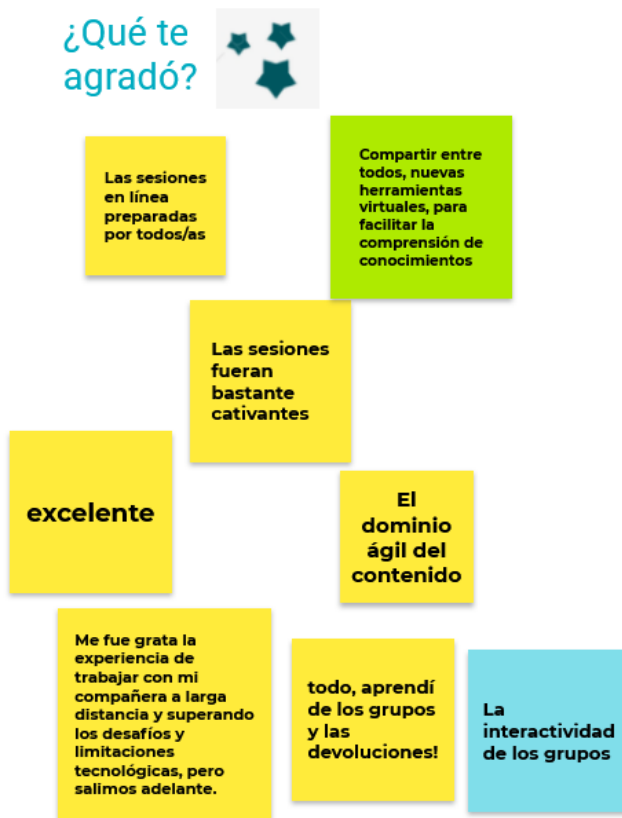 ¿Qué te
agradó?
Las sesiones
en línea
preparadas
por todos/as
Compartir entre
todos, nuevas
herramientas
virtuales, para
facilitar la
comprensión de
conocimientos
Las sesiones
fueran
bastante
cativantes
excelente
El
dominio
ágil del
contenido
Me fue grata la
experiencia de
trabajar con mi
compañera a larga
distancia y superando
los desafíos y
limitaciones
tecnológicas, pero
salimos adelante.
todo, aprendí
de los grupos
y las
devoluciones!
La
interactividad
de los grupos